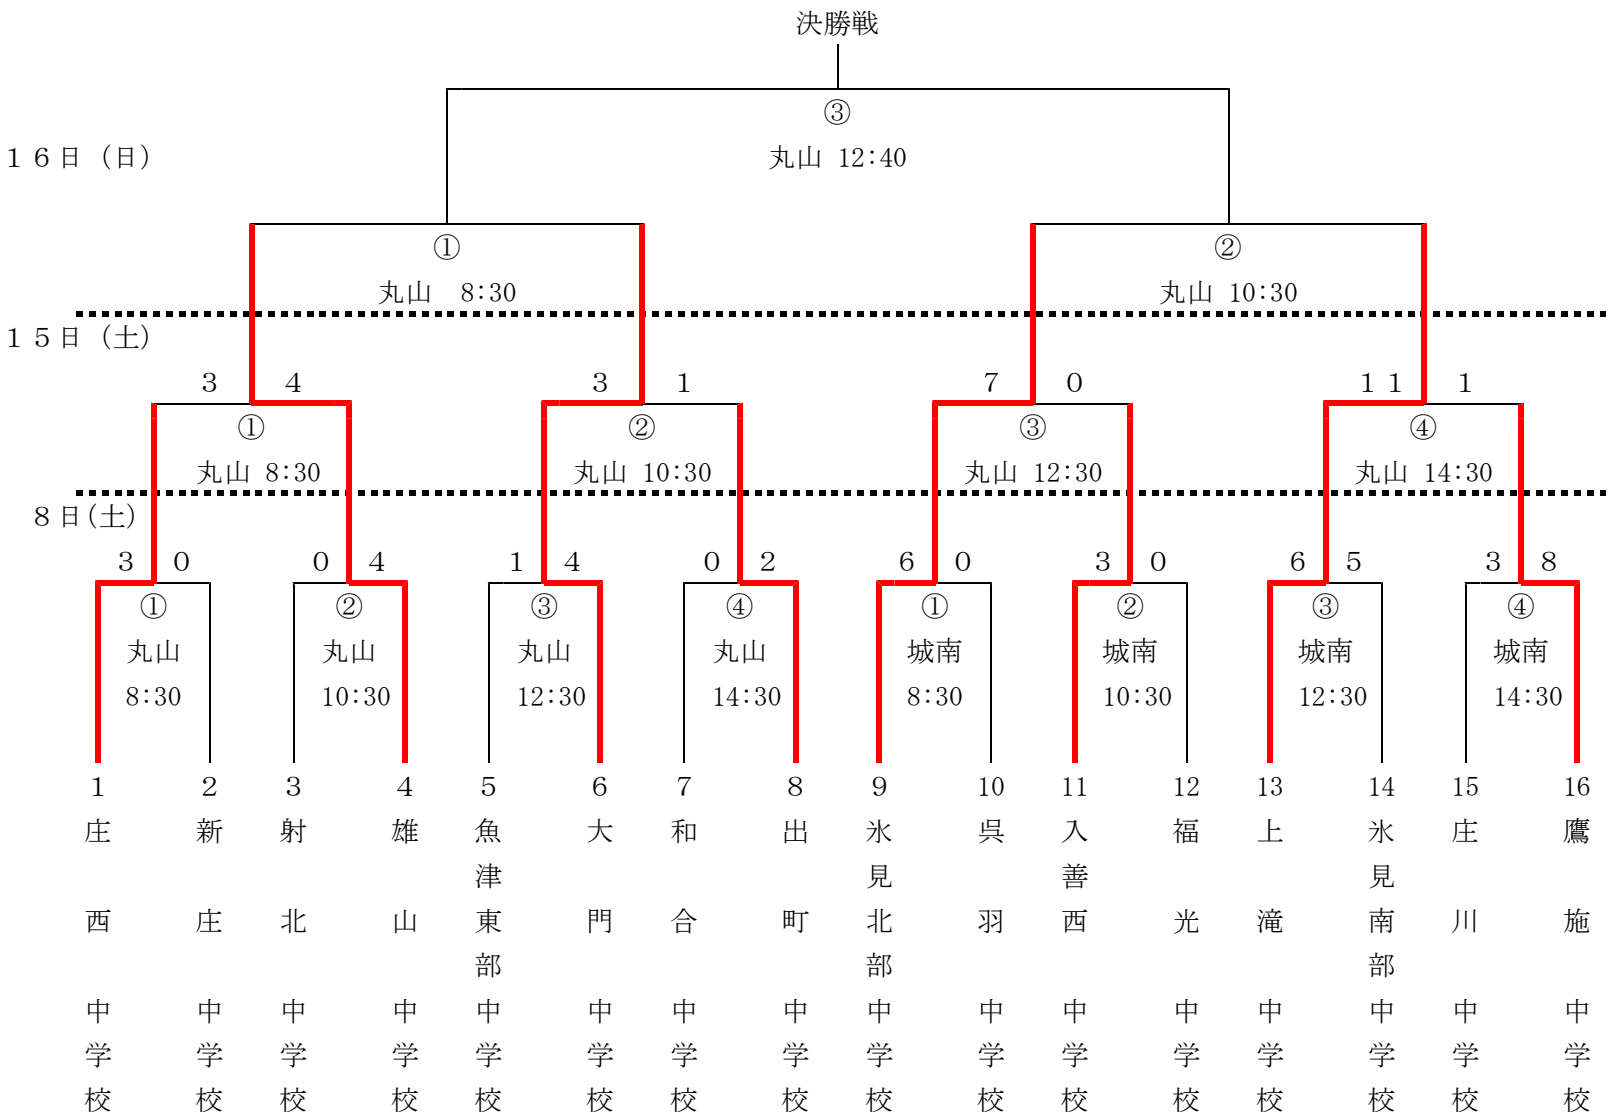 決勝戦
③
１６日（日）
丸山 12:40
①
②
丸山　8:30
丸山 10:30
１５日（土）
３ ４ ３ １ ７ ０ １１ １
① ② ③ ④
丸山 8:30 丸山 10:30 丸山 12:30 丸山 14:30
８日(土)
３ ０ ０ ４ １ ４ ０ ２ ６ ０ ３ ０ ６ ５ ３ ８
① ② ③ ④ ① ② ③ ④
丸山 丸山 丸山 丸山 城南 城南 城南 城南
8:30 10:30 12:30 14:30 8:30 10:30 12:30 14:30
１ ２ ３ ４ ５ ６ ７ ８ ９ 10 11 12 13 14 15 16
庄西中学校
新庄中学校
射北中学校
雄山中学校
魚津東部中学校
大門中学校
和合中学校
出町中学校
氷見北部中学校
呉羽中学校
入善西中学校
福光中学校
上滝中学校
氷見南部中学校
庄川中学校
鷹施中学校